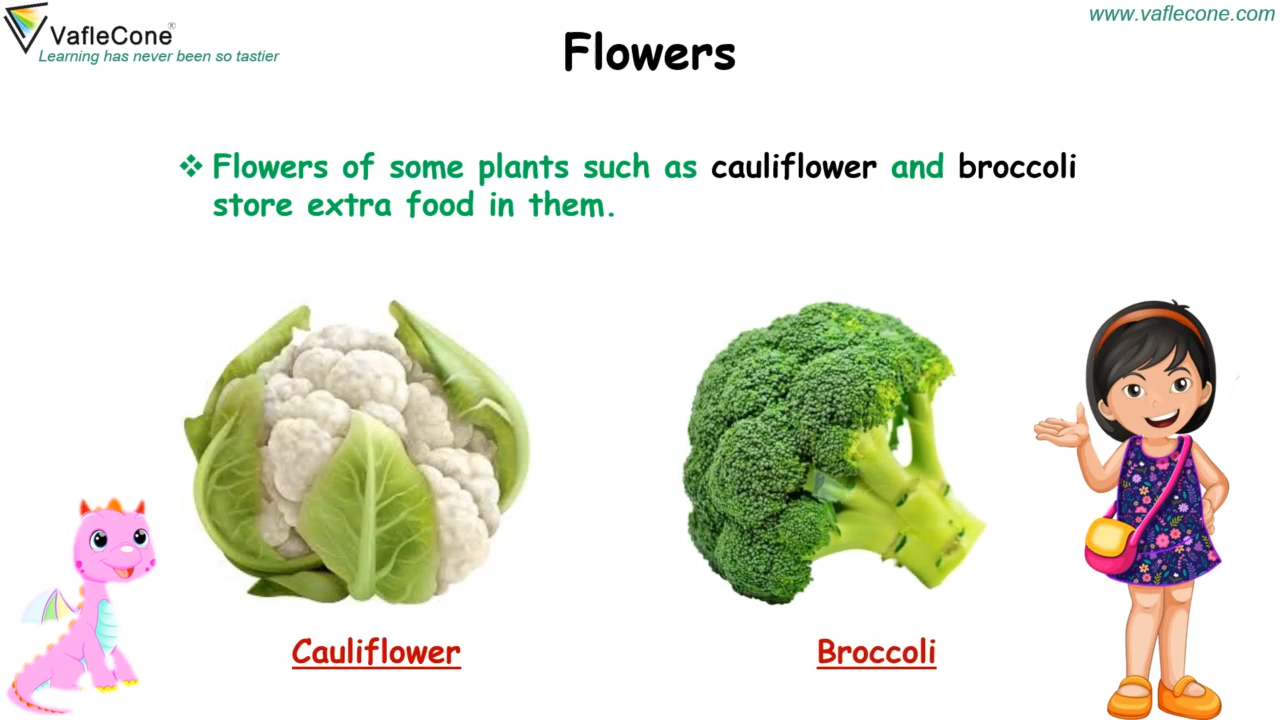 VafleCone®
Learning has never been so tastier
www.vaflecone.com
Flowers
❖ Flowers of some plants such as cauliflower and broccoli
store extra food in them.
Cauliflower
Broccoli